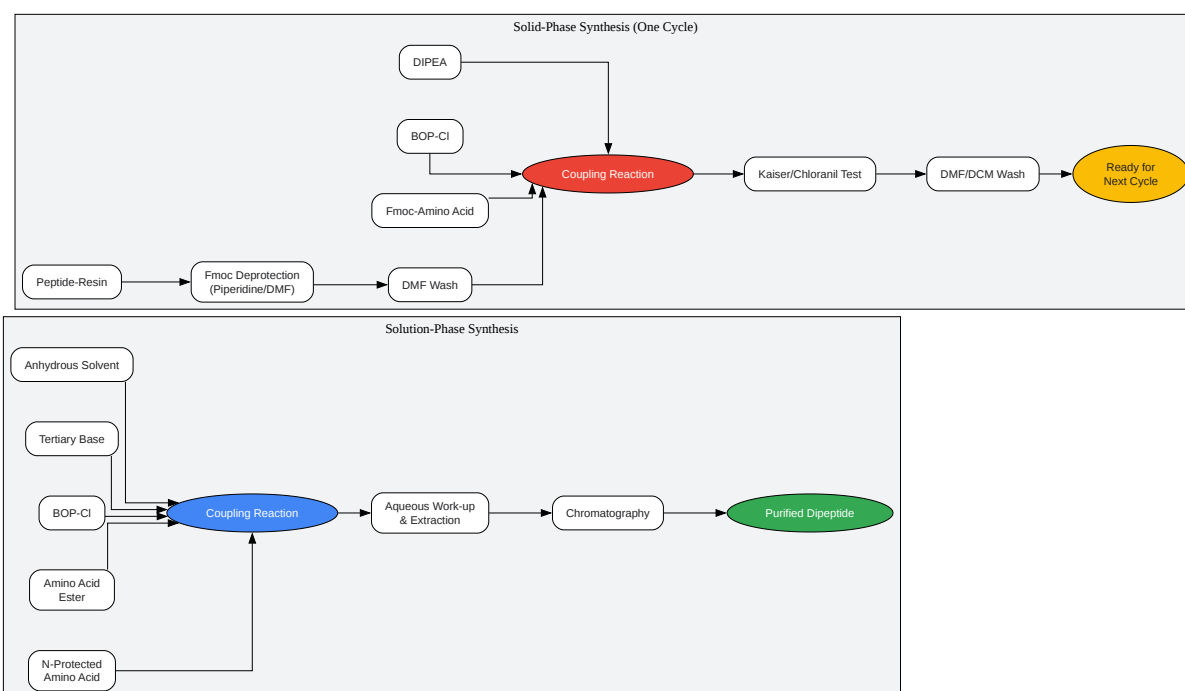 Solid-Phase Synthesis (One Cycle)
DIPEA
BOP-Cl
Coupling Reaction
Kaiser/Chloranil Test
DMF/DCM Wash
Ready for
Next Cycle
Fmoc-Amino Acid
Peptide-Resin
Fmoc Deprotection
(Piperidine/DMF)
DMF Wash
Solution-Phase Synthesis
Anhydrous Solvent
Tertiary Base
BOP-Cl
Coupling Reaction
Aqueous Work-up
& Extraction
Chromatography
Purified Dipeptide
Amino Acid
Ester
N-Protected
Amino Acid